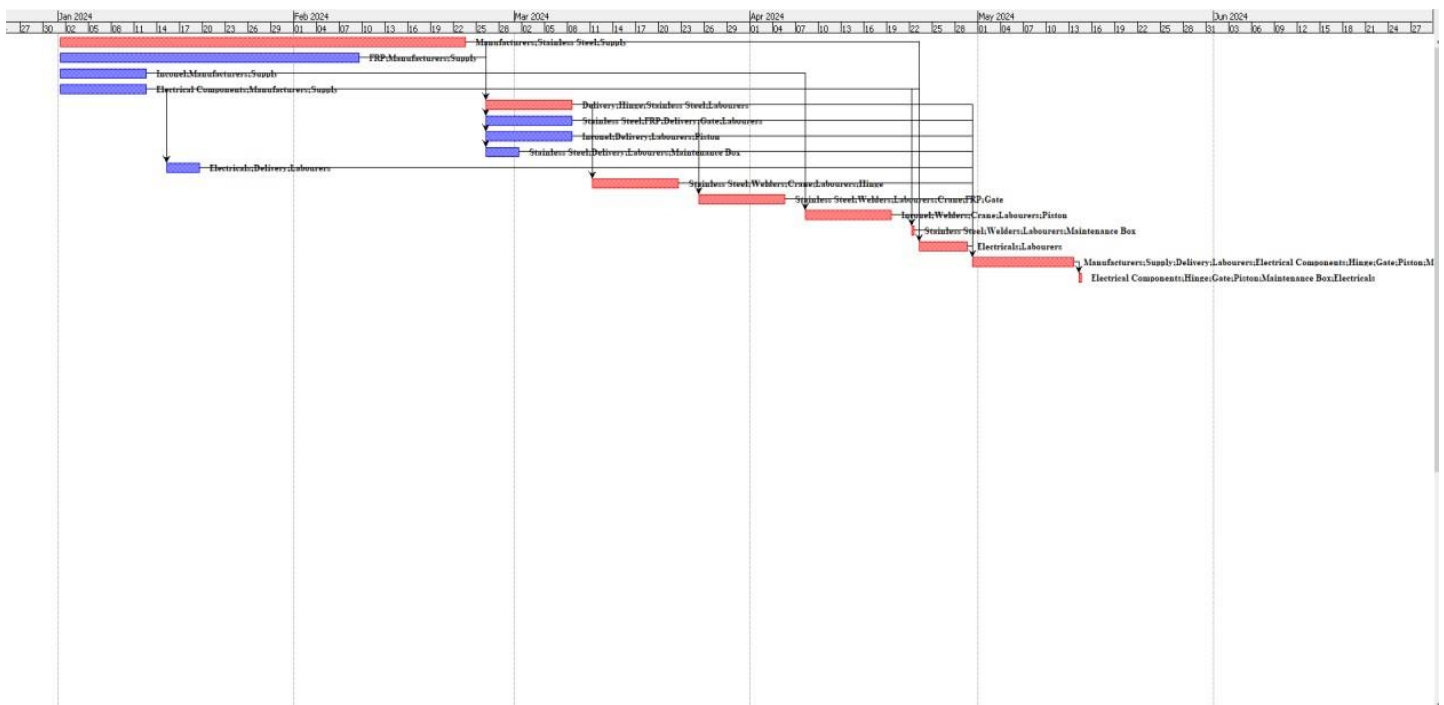 Jan 2024 Feb 2024 Mar 2024 Apr 2024 May 2024 Jun 2024
27 30 02 05 08 11 14 17 20 23 26 29 01 04 07 10 13 16 19 22 25 28 02 05 08 11 14 17 20 23 26 29 01 04 07 10 13 16 19 22 25 28 01 04 07 10 13 16 19 22 25 28 31 03 06 09 12 15 18 21 24 27
Manufacturers;Stainless Steel;Supply
FRP;Manufacturers;Supply
Inconel;Manufacturers;Supply
Electrical Components;Manufacturers;Supply
Delivery;Hinge;Stainless Steel;Labourers
Stainless Steel;FRP;Delivery;Gate;Labourers
Inconel;Delivery;Labourers;Piston
Stainless Steel;Delivery;Labourers;Maintenance Box
Electricals;Delivery;Labourers
Stainless Steel;Welders;Crane;Labourers;Hinge
Stainless Steel;Welders;Labourers;Crane;FRP;Gate
Inconel;Welders;Crane;Labourers;Piston
Stainless Steel;Welders;Labourers;Maintenance Box
Electricals;Labourers
Manufacturers;Supply;Delivery;Labourers;Electrical Components;Hinge;Gate;Piston;M
Electrical Components;Hinge;Gate;Piston;Maintenance Box;Electricals